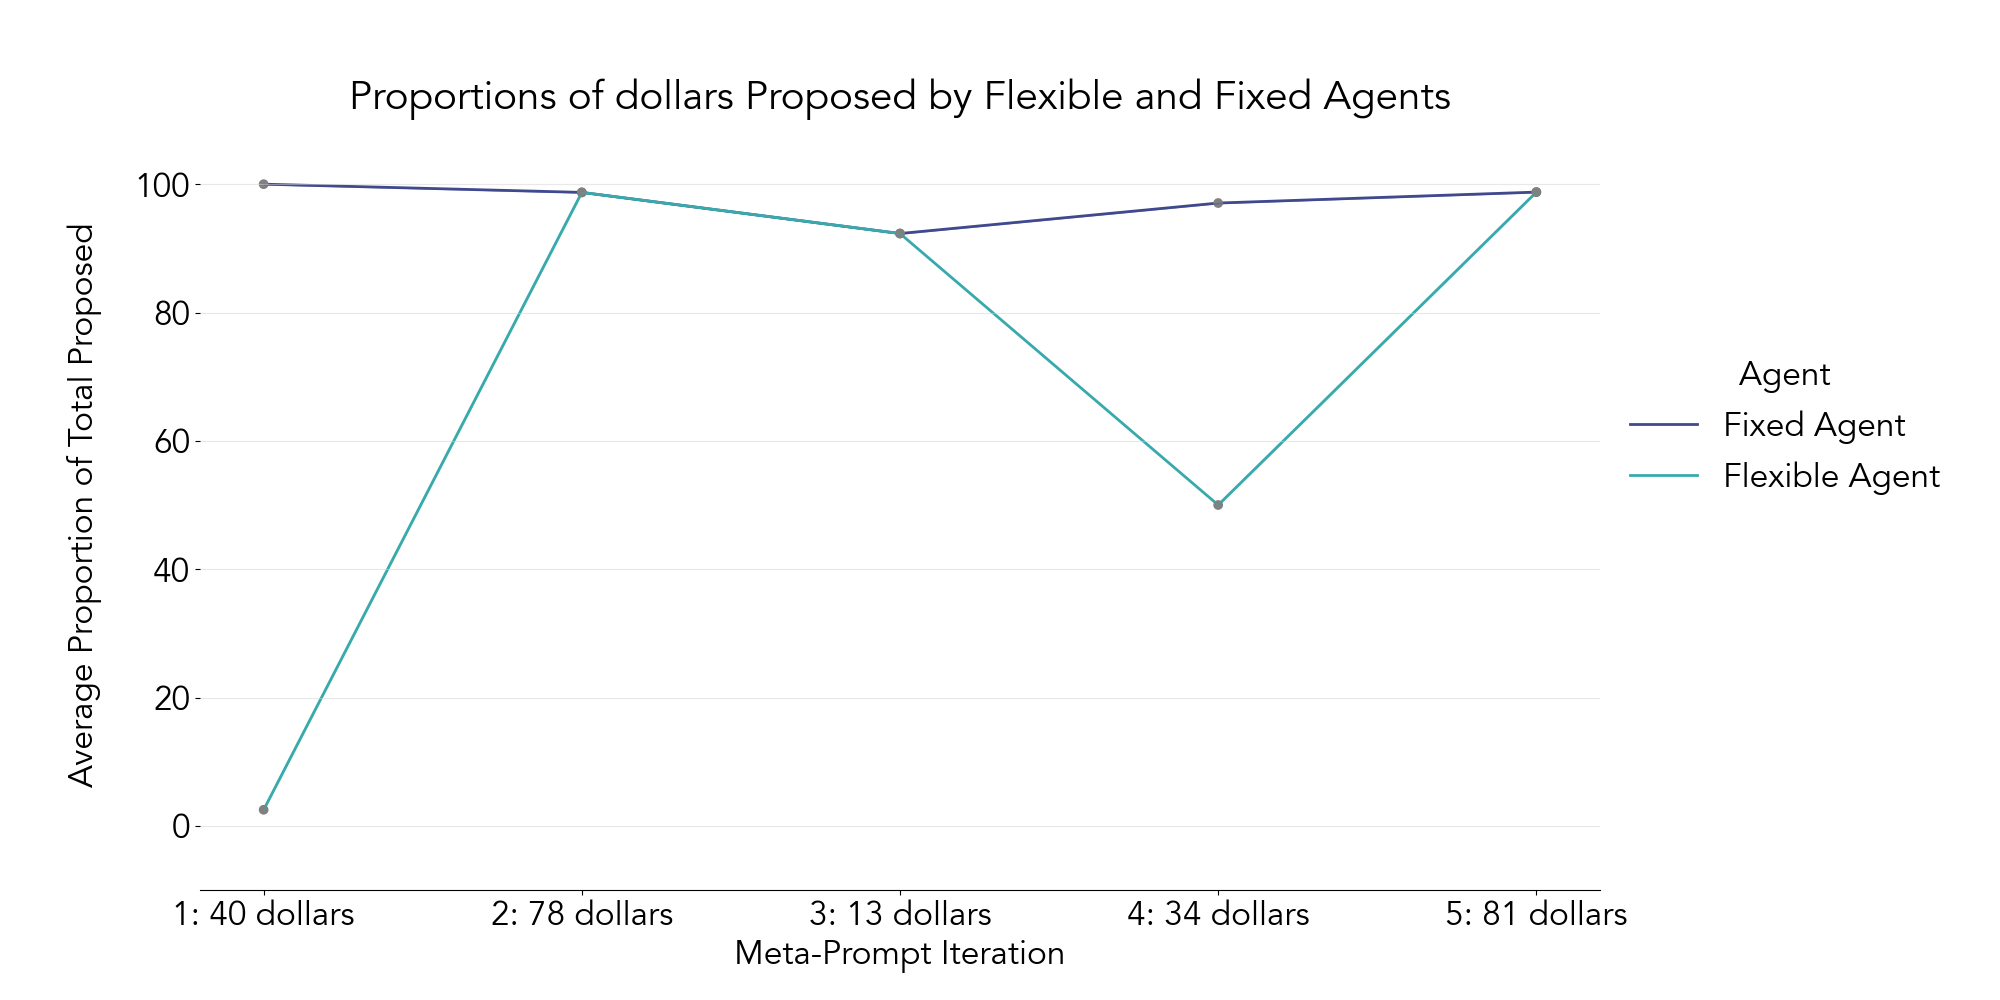 Proportions of dollars Proposed by Flexible and Fixed Agents
Average Proportion of Total Proposed
100
80
60
40
20
0
1: 40 dollars
2: 78 dollars
3: 13 dollars
4: 34 dollars
5: 81 dollars
Meta-Prompt Iteration
Agent
Fixed Agent
Flexible Agent